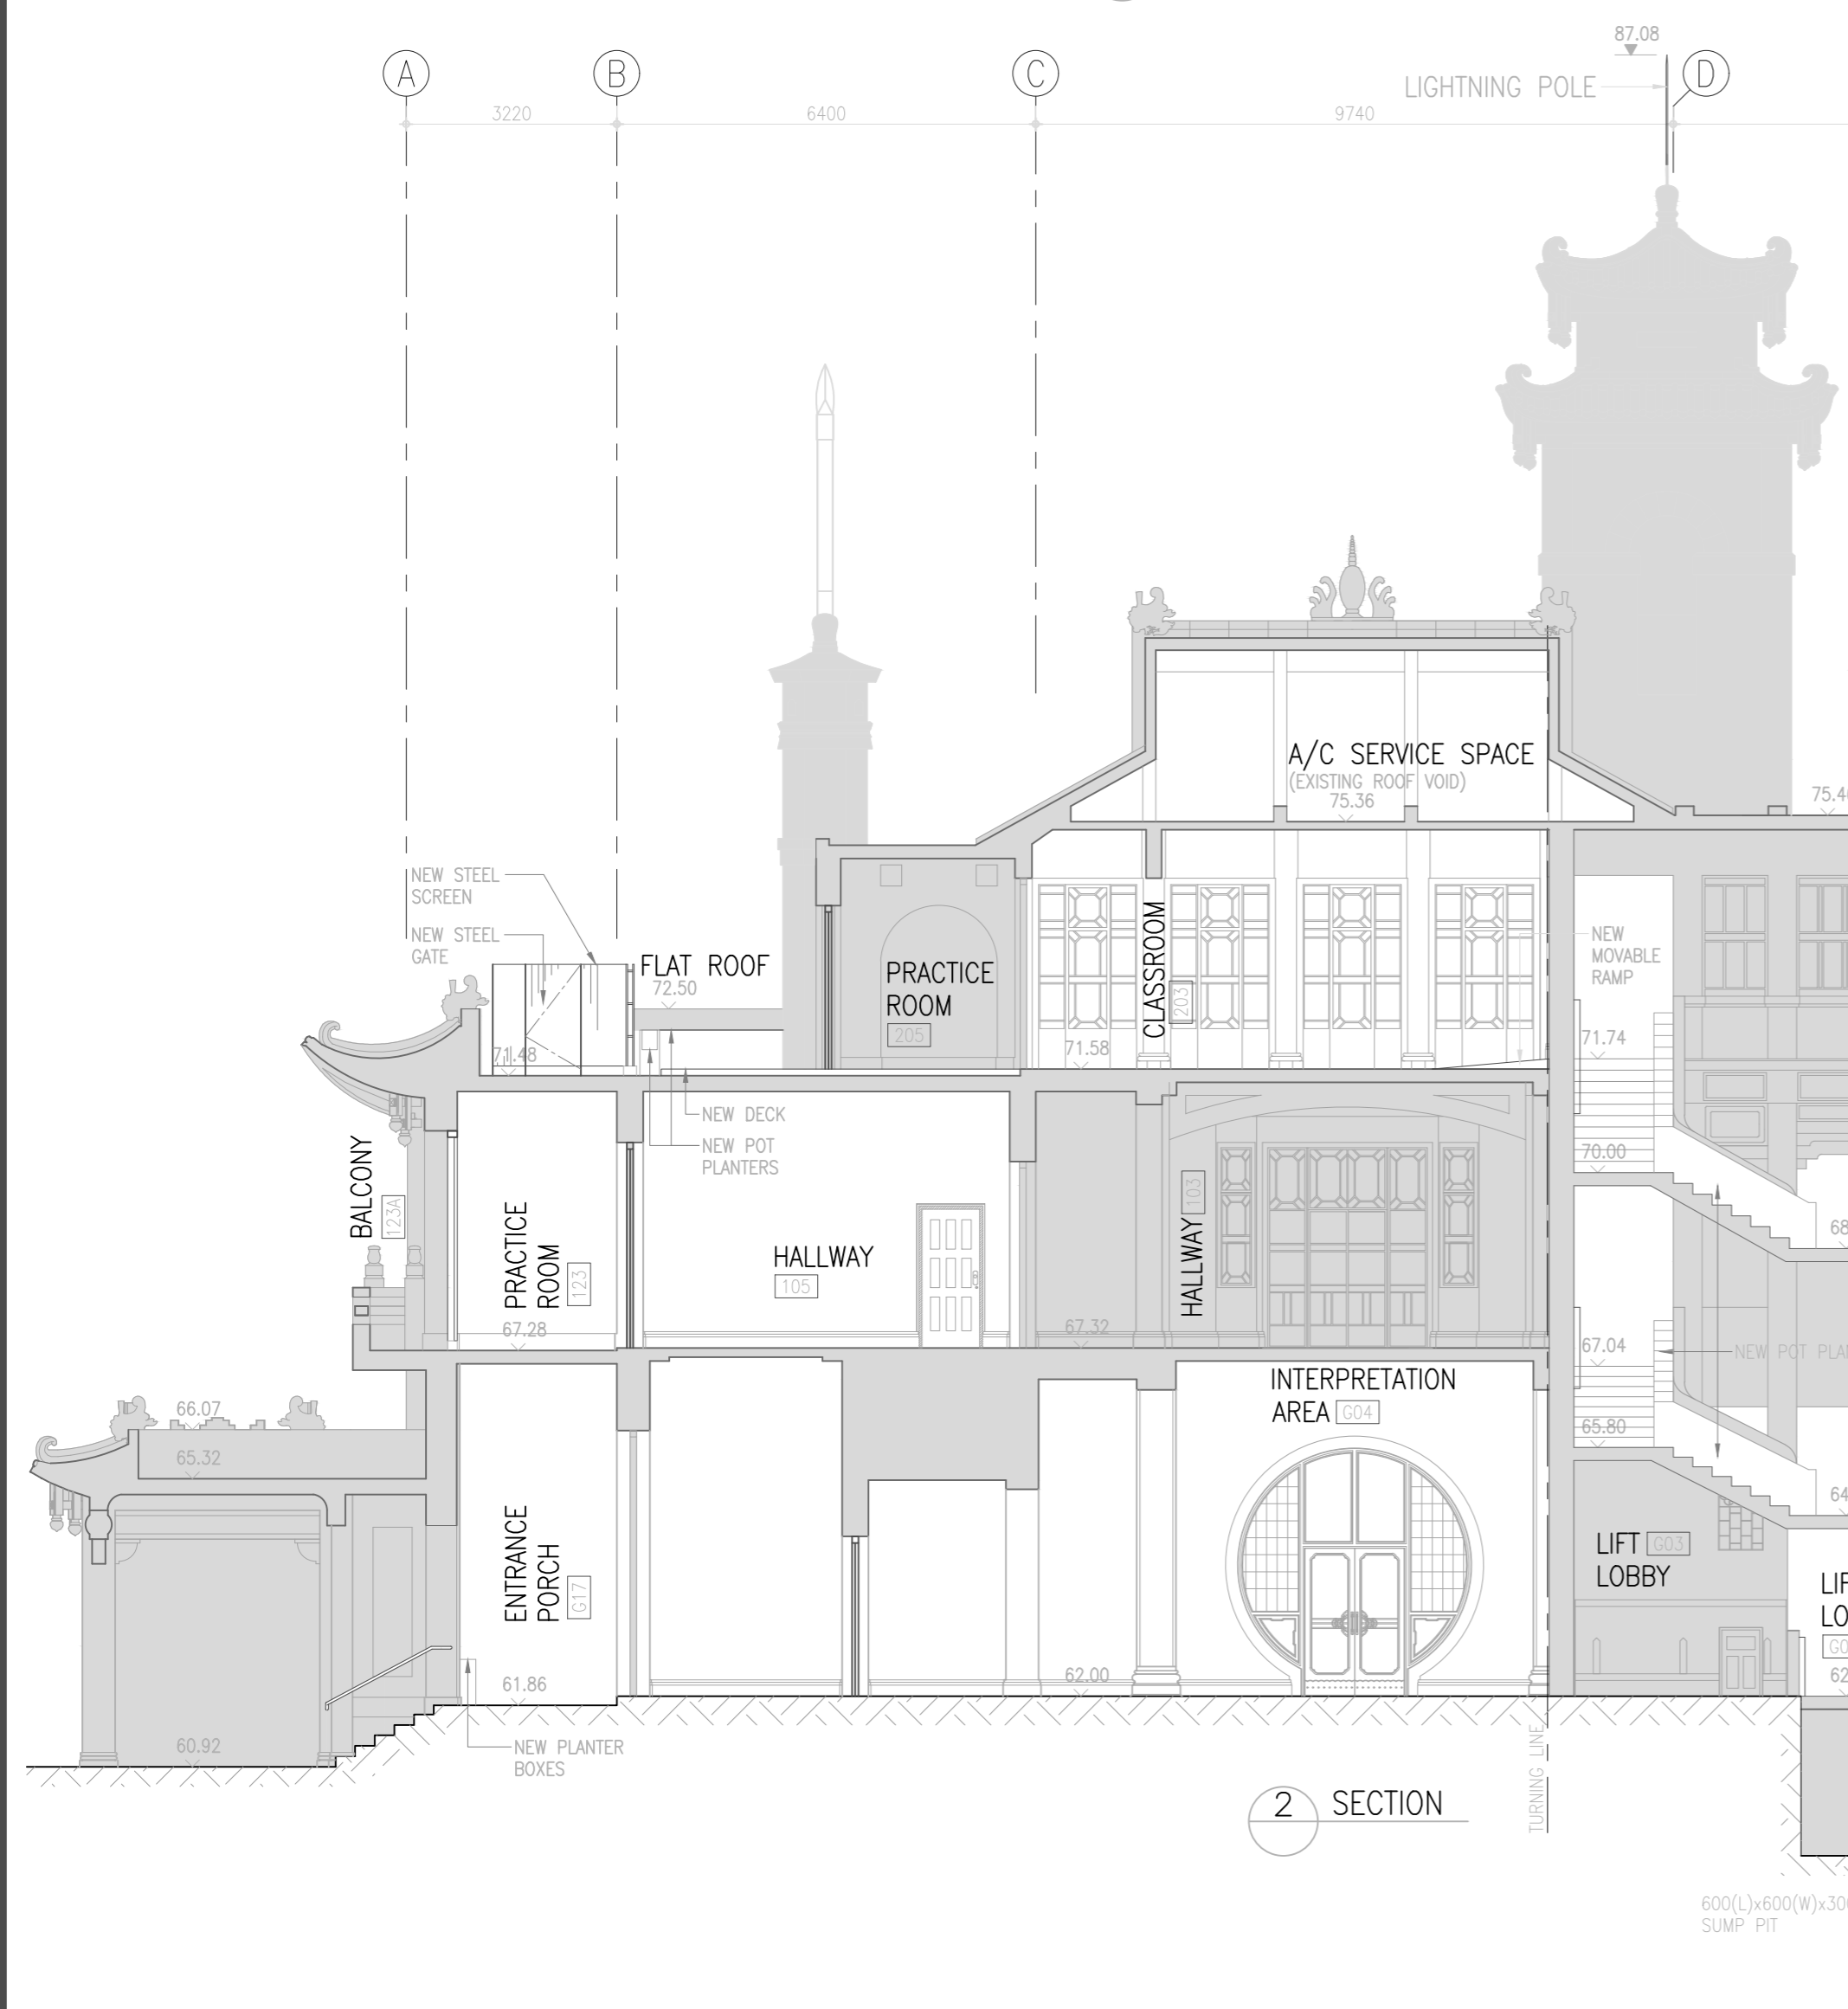 87.08
A
B
C
D
LIGHTNING POLE
3220
6400
9740
A/C SERVICE SPACE
(EXISTING ROOF VOID)
75.36
NEW STEEL
SCREEN
NEW STEEL
GATE
FLAT ROOF
72.50
PRACTICE
ROOM
205
CLASSROOM
203
NEW
MOVABLE
RAMP
71.48
71.58
71.74
NEW DECK
NEW POT
PLANTERS
70.00
BALCONY
123A
PRACTICE
ROOM
123
HALLWAY
105
HALLWAY
103
67.28
67.32
67.04
INTERPRETATION
AREA G04
66.07
65.32
65.80
ENTRANCE
PORCH
G17
LIFT G03
LOBBY
61.86
62.00
60.92
NEW PLANTER
BOXES
TURNING LINE
2 SECTION
SUMP PIT